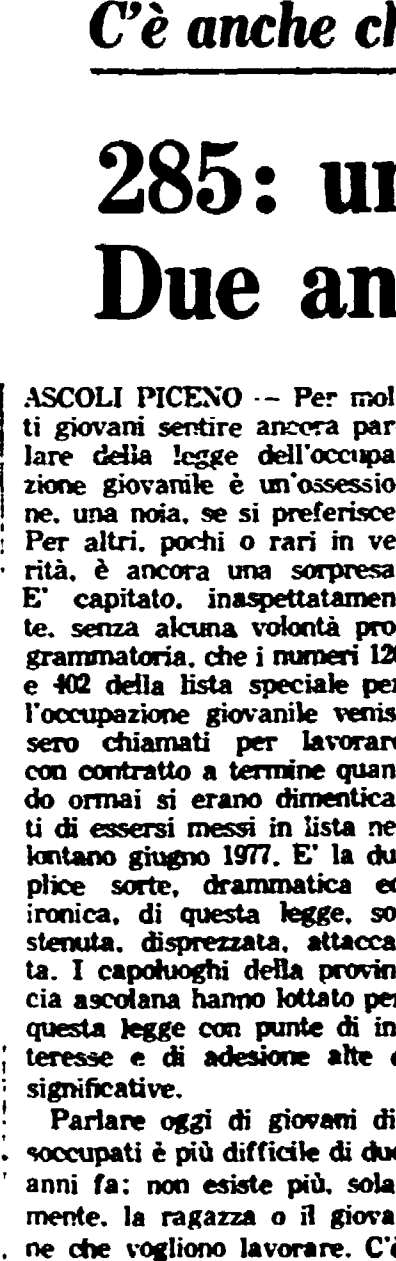 C'è anche ch
285: un
Due an
ASCOLI PICENO -- Per mol
ti giovani sentire ancora par
lare della legge dell'occupa
zione giovanile è un'ossessio
ne. una noia, se si preferisce
Per altri. pochi o rari in ve
rità, è ancora una sorpresa
E' capitato. inaspettatamen
te. senza alcuna volontà pro
grammatoria, che i numeri 120
e 402 della lista speciale per
l'occupazione giovanile venis
sero chiamati per lavorare
con contratto a termine quan
do ormai si erano dimentica
ti di essersi messi in lista ne
lontano giugno 1977. E' la du
plice sorte, drammatica ed
ironica, di questa legge, so
stenuta. disprezzata, attacca
ta. I capoluoghi della provin
cia ascolana hanno lottato per
questa legge con punte di in
teresse e di adesione alte e
significative.
Parlare oggi di giovani di
soccupati è più difficile di due
anni fa: non esiste più, sola
mente. la ragazza o il giova
ne che vogliono lavorare. C'è